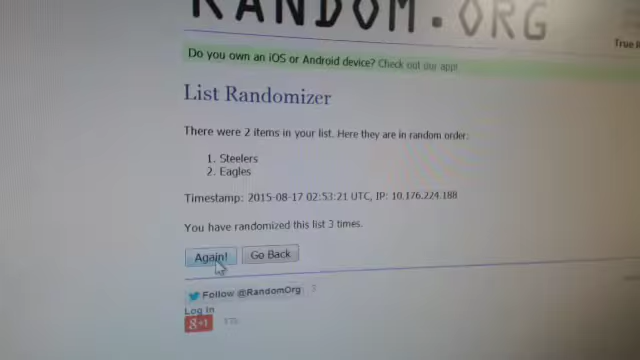 RANDOM.ORG
True R
Do you own an iOS or Android device? Check out our app!
List Randomizer
There were 2 items in your list. Here they are in random order:
1. Steelers
2. Eagles
Timestamp: 2015-08-17 02:53:21 UTC, IP: 10.176.224.188
You have randomized this list 3 times.
Again! Go Back
Follow @RandomOrg
Log In
g+1